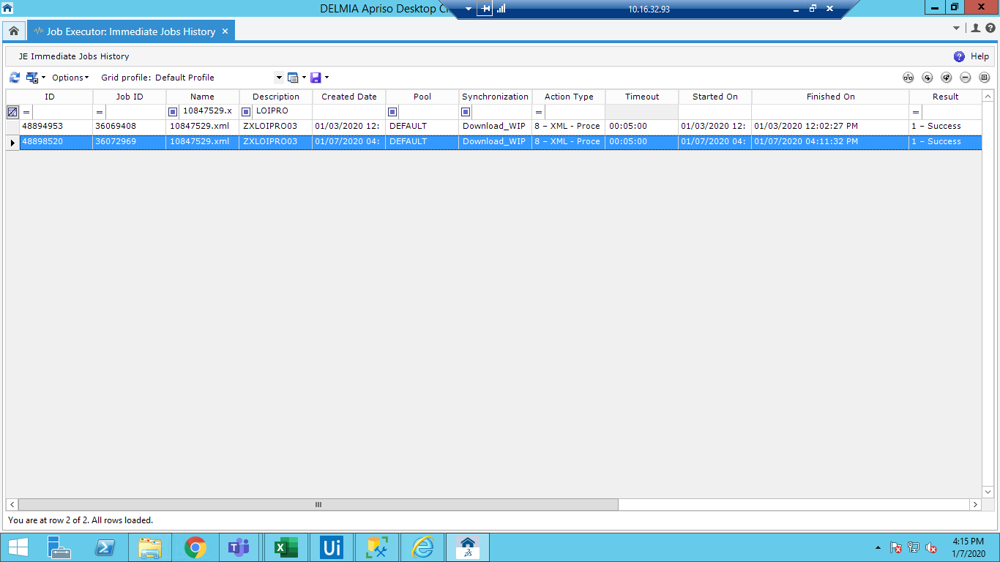 DELMIA Apriso Desktop Cl
10.16.32.93
Job Executor: Immediate Jobs History ×
JE Immediate Jobs History
Help
Options Grid profile: Default Profile
ID Job ID Name Description Created Date Pool Synchronization Action Type Timeout Started On Finished On Result
= = 10847529.x LOIPRO = =
48894953 36069408 10847529.xml ZXLOIPRO03 01/03/2020 12: DEFAULT Download_WIP 8 – XML - Proce 00:05:00 01/03/2020 12: 01/03/2020 12:02:27 PM 1 – Success
48898520 36072969 10847529.xml ZXLOIPRO03 01/07/2020 04: DEFAULT Download_WIP 8 – XML - Proce 00:05:00 01/07/2020 04: 01/07/2020 04:11:32 PM 1 – Success
You are at row 2 of 2. All rows loaded.
Ui
4:15 PM
1/7/2020